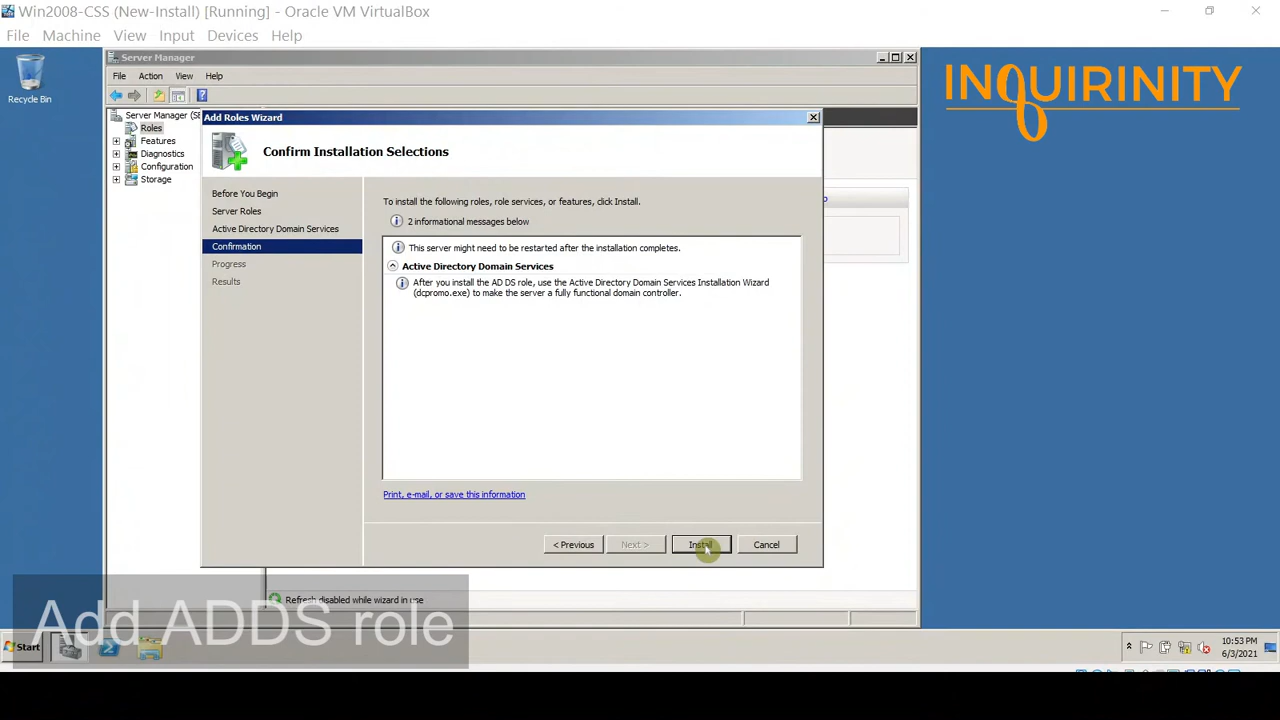 Win2008-CSS (New-Install) [Running] - Oracle VM VirtualBox
File Machine View Input Devices Help
Recycle Bin
Server Manager
File Action View Help
Server Manager (SE
Roles
Features
Diagnostics
Configuration
Storage
Add Roles Wizard
Confirm Installation Selections
Before You Begin
Server Roles
Active Directory Domain Services
Confirmation
Progress
Results
To install the following roles, role services, or features, click Install.
2 informational messages below
This server might need to be restarted after the installation completes.
Active Directory Domain Services
After you install the AD DS role, use the Active Directory Domain Services Installation Wizard
(dcpromo.exe) to make the server a fully functional domain controller.
Print, e-mail, or save this information
< Previous Next > Install Cancel
Refresh disabled while wizard in use
INQUIRINITY
Add ADDS role
Start
10:53 PM
6/3/2021